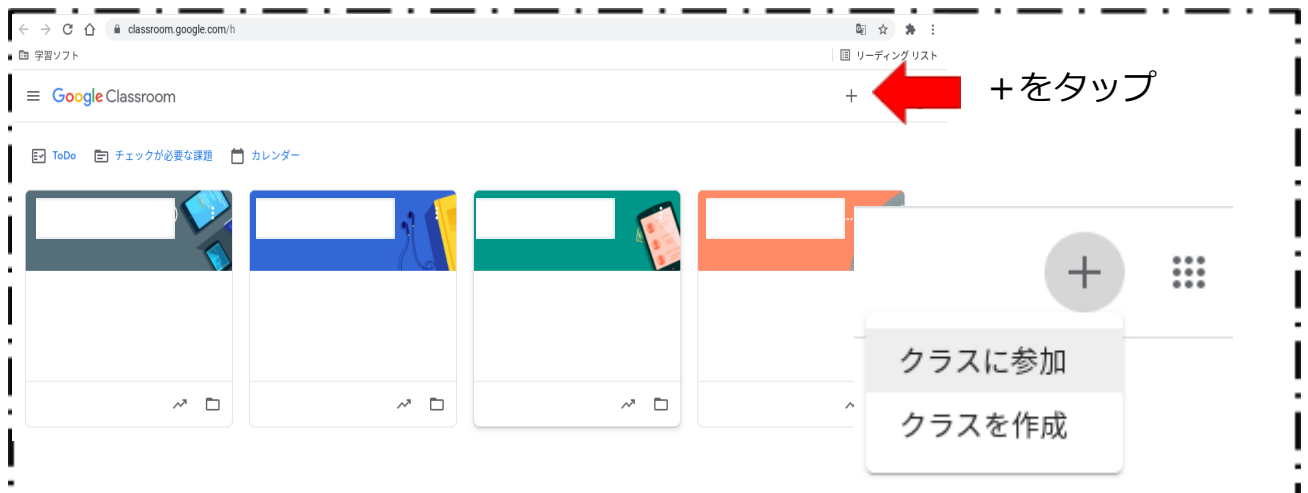 classroom.google.com/h
学習ソフト
リーディング リスト
Google Classroom
＋をタップ
ToDo チェックが必要な課題 カレンダー
クラスに参加
クラスを作成